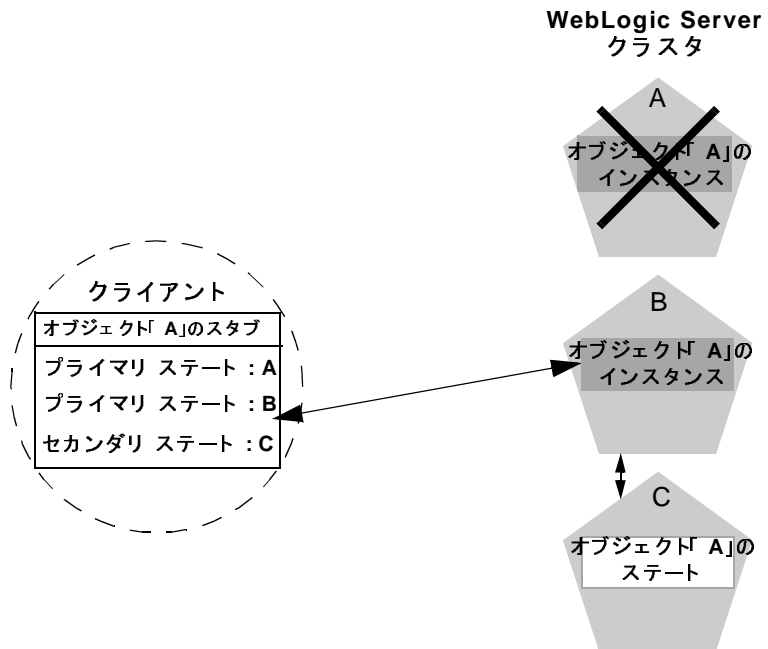 WebLogic Server
クラスタ
A
オブジェクト「 A」の
インスタンス
クライアント
オブジェクト「 A」のスタブ
プライマリ ステート : A
プライマリ ステート : B
セカンダリ ステート : C
B
オブジェクト「 A」の
インスタンス
C
オブジェクト「 A」の
ステート